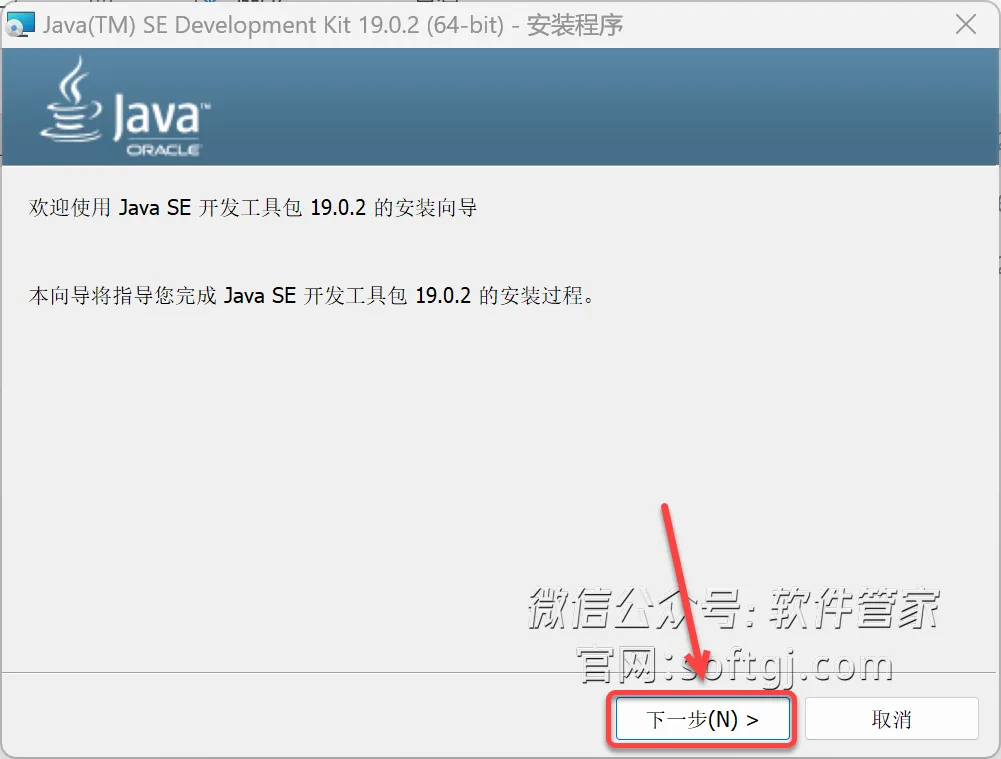 Java(TM) SE Development Kit 19.0.2 (64-bit) - 安装程序
Java™
ORACLE
欢迎使用 Java SE 开发工具包 19.0.2 的安装向导
本向导将指导您完成 Java SE 开发工具包 19.0.2 的安装过程。
微信公众号: 软件管家
官网:softgj.com
下一步(N) >
取消